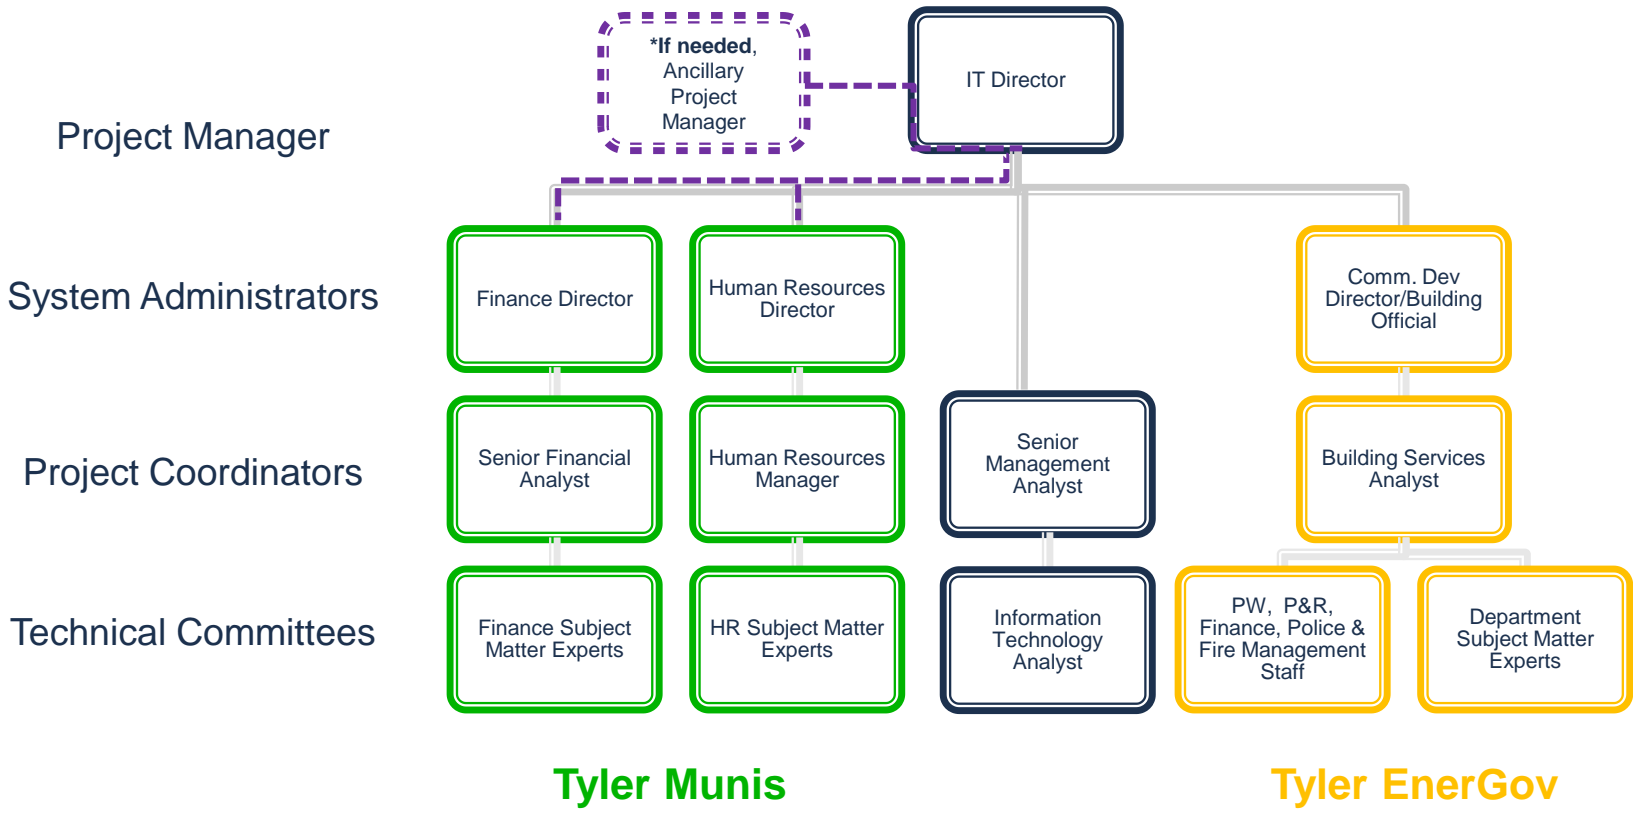 *If needed,
Ancillary
Project
Manager
IT Director
Project Manager
System Administrators
Finance Director
Human Resources
Director
Comm. Dev
Director/Building
Official
Project Coordinators
Senior Financial
Analyst
Human Resources
Manager
Senior
Management
Analyst
Building Services
Analyst
Technical Committees
Finance Subject
Matter Experts
HR Subject Matter
Experts
Information
Technology
Analyst
PW, P&R,
Finance, Police &
Fire Management
Staff
Department
Subject Matter
Experts
Tyler Munis
Tyler EnerGov